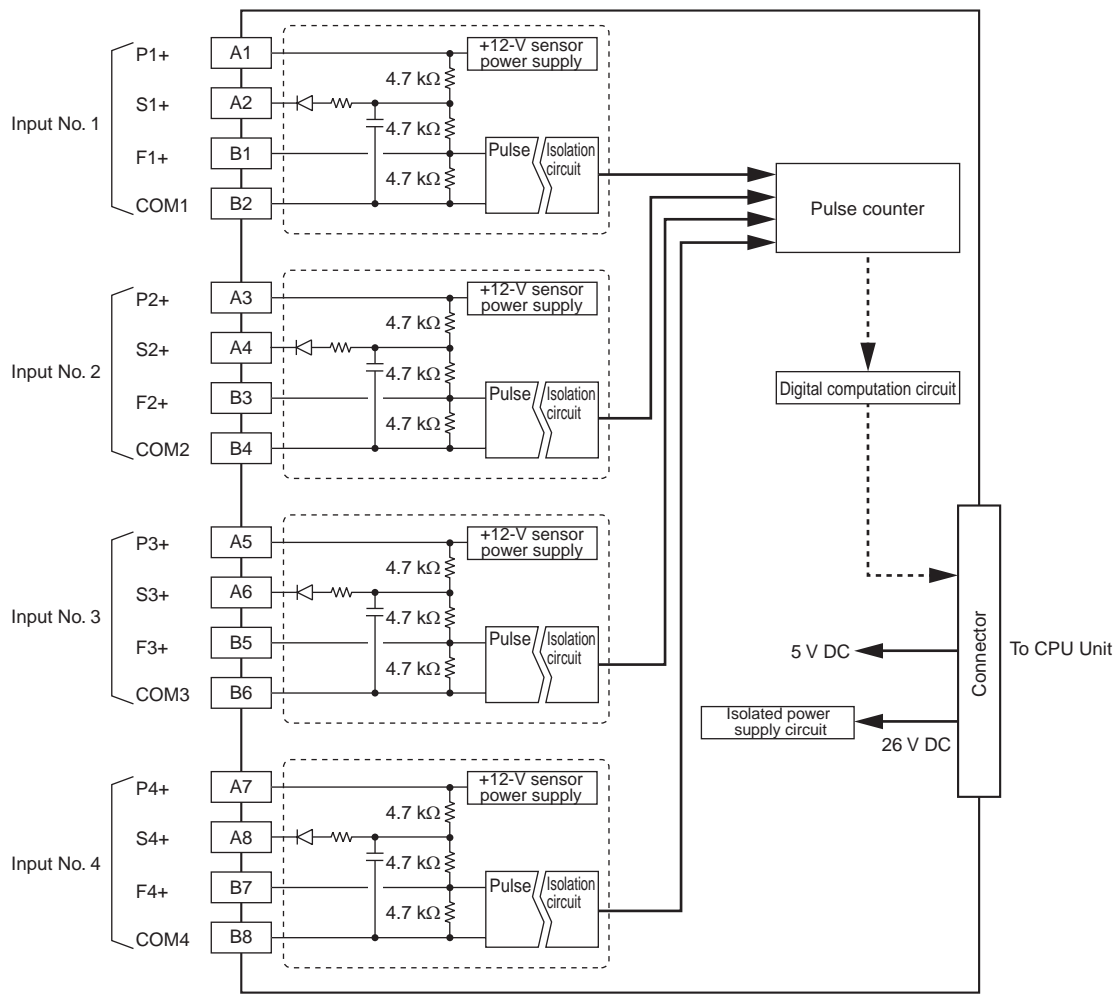 Input No. 1
P1+
A1
S1+
A2
F1+
B1
COM1
B2
+12-V sensor
power supply
4.7 kΩ
4.7 kΩ
4.7 kΩ
Pulse
Isolation
circuit
Pulse counter
Input No. 2
P2+
A3
S2+
A4
F2+
B3
COM2
B4
+12-V sensor
power supply
4.7 kΩ
4.7 kΩ
4.7 kΩ
Pulse
Isolation
circuit
Digital computation circuit
Input No. 3
P3+
A5
S3+
A6
F3+
B5
COM3
B6
+12-V sensor
power supply
4.7 kΩ
4.7 kΩ
4.7 kΩ
Pulse
Isolation
circuit
5 V DC
Connector
To CPU Unit
Isolated power
supply circuit
26 V DC
Input No. 4
P4+
A7
S4+
A8
F4+
B7
COM4
B8
+12-V sensor
power supply
4.7 kΩ
4.7 kΩ
4.7 kΩ
Pulse
Isolation
circuit